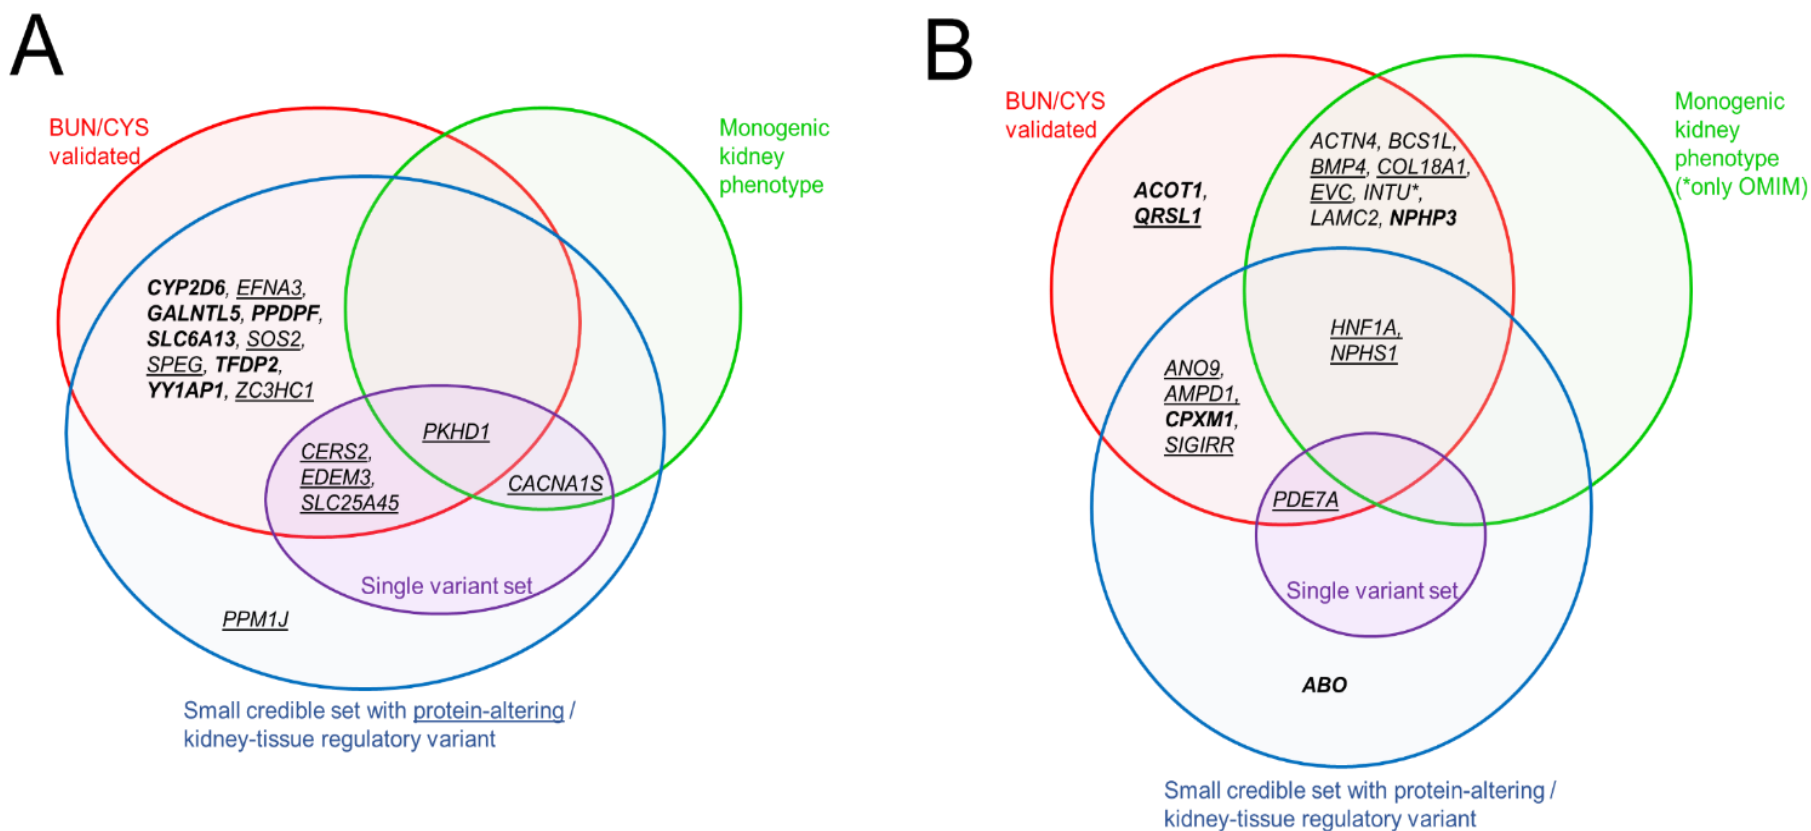 A
BUN/CYS
validated
Monogenic
kidney
phenotype
CYP2D6, EFNA3,
GALNTL5, PPDPF,
SLC6A13, SOS2,
SPEG, TFDP2,
YY1AP1, ZC3HC1
PKHD1
CERS2,
EDEM3,
SLC25A45
CACNA1S
Single variant set
PPM1J
Small credible set with protein-altering /
kidney-tissue regulatory variant
B
BUN/CYS
validated
Monogenic
kidney
phenotype
(*only OMIM)
ACTN4, BCS1L,
BMP4, COL18A1,
EVC, INTU*,
LAMC2, NPHP3
ACOT1,
QRSL1
HNF1A,
NPHS1
ANO9,
AMPD1,
CPXM1,
SIGIRR
PDE7A
Single variant set
ABO
Small credible set with protein-altering /
kidney-tissue regulatory variant